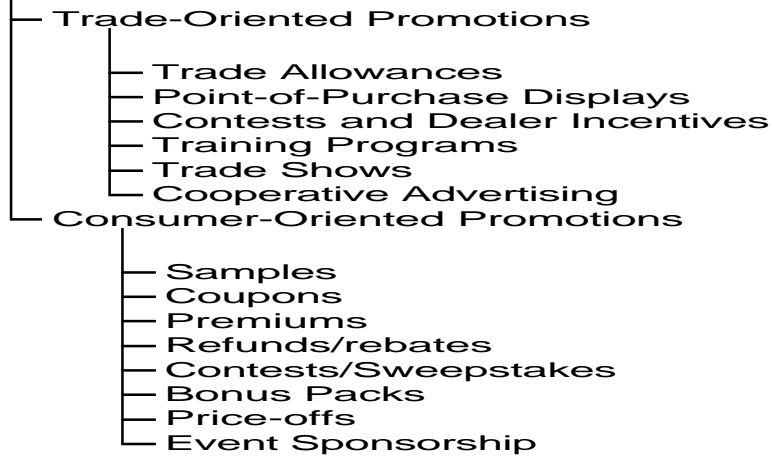 Trade-Oriented Promotions
Trade Allowances
Point-of-Purchase Displays
Contests and Dealer Incentives
Training Programs
Trade Shows
Cooperative Advertising
Consumer-Oriented Promotions
Samples
Coupons
Premiums
Refunds/rebates
Contests/Sweepstakes
Bonus Packs
Price-offs
Event Sponsorship